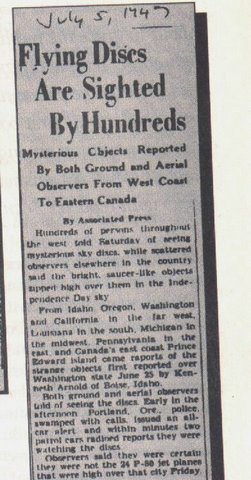 July 5, 1947
Flying Discs
Are Sighted
By Hundreds
Mysterious Objects Reported
By Both Ground and Aerial
Observers From West Coast
To Eastern Canada
By Associated Press
Hundreds of persons throughout
the west told Saturday of seeing
mysterious sky discs, while scattered
observers elsewhere in the country
said the bright, saucer-like objects
zipped high over them in the Inde-
pendence Day sky
From Idaho Oregon, Washington
and California in the far west,
Louisiana in the south, Michigan in
the midwest, Pennsylvania in the
east, and Canada's east coast, Prince
Edward Island came reports of the
strange objects first reported over
Washington state June 25 by Ken-
neth Arnold of Boise, Idaho.
Both ground and aerial observers
told of seeing the discs. Early in the
afternoon Portland, Ore., police,
swamped with calls, issued an all-
car alert, and within minutes two
patrol cars radioed reports they were
watching the discs.
Observers said they were certain
they were not the 24 P-80 jet planes
that were high over that city Friday.